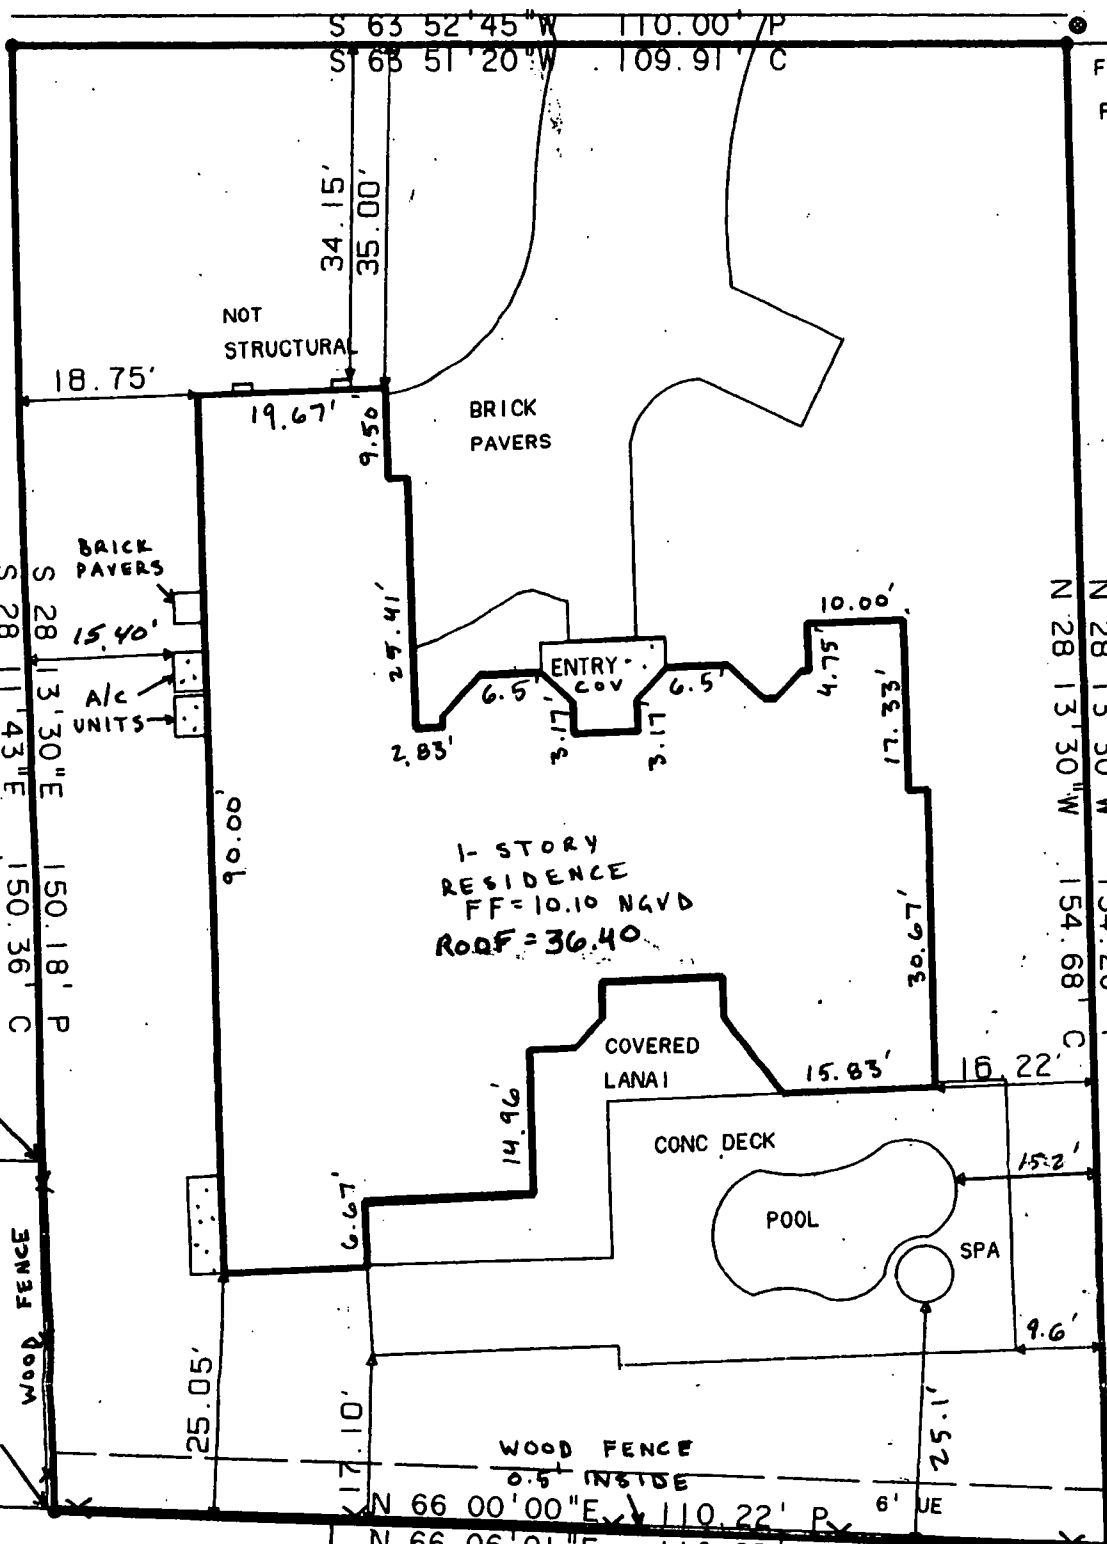 S 63 52'45"W 110.00' P
S 63 51'20"W 109.91' C
F
F
34.15'
35.00'
NOT
STRUCTURAL
18.75'
19.67'
9.50'
BRICK
PAVERS
BRICK
PAVERS
15.40'
A/C
UNITS
S 28 13'30"E 150.18' P
S 28 11'43"E 150.36' C
25.41'
2.83'
6.5'
ENTRY
COV
6.5'
3.17'
3.17'
10.00'
4.75'
17.33'
N 28 13'30"W 154.68' C
90.00'
1- STORY
RESIDENCE
FF=10.10 NGVD
ROOF=36.40
30.67'
COVERED
LANAI
15.83'
16.22'
14.96'
CONC DECK
15.2'
POOL
SPA
6.67'
9.6'
WOOD FENCE
25.05'
17.10'
25.1'
WOOD FENCE
0.5' INSIDE
N 66 00'00"E 110.22' P
6' UE